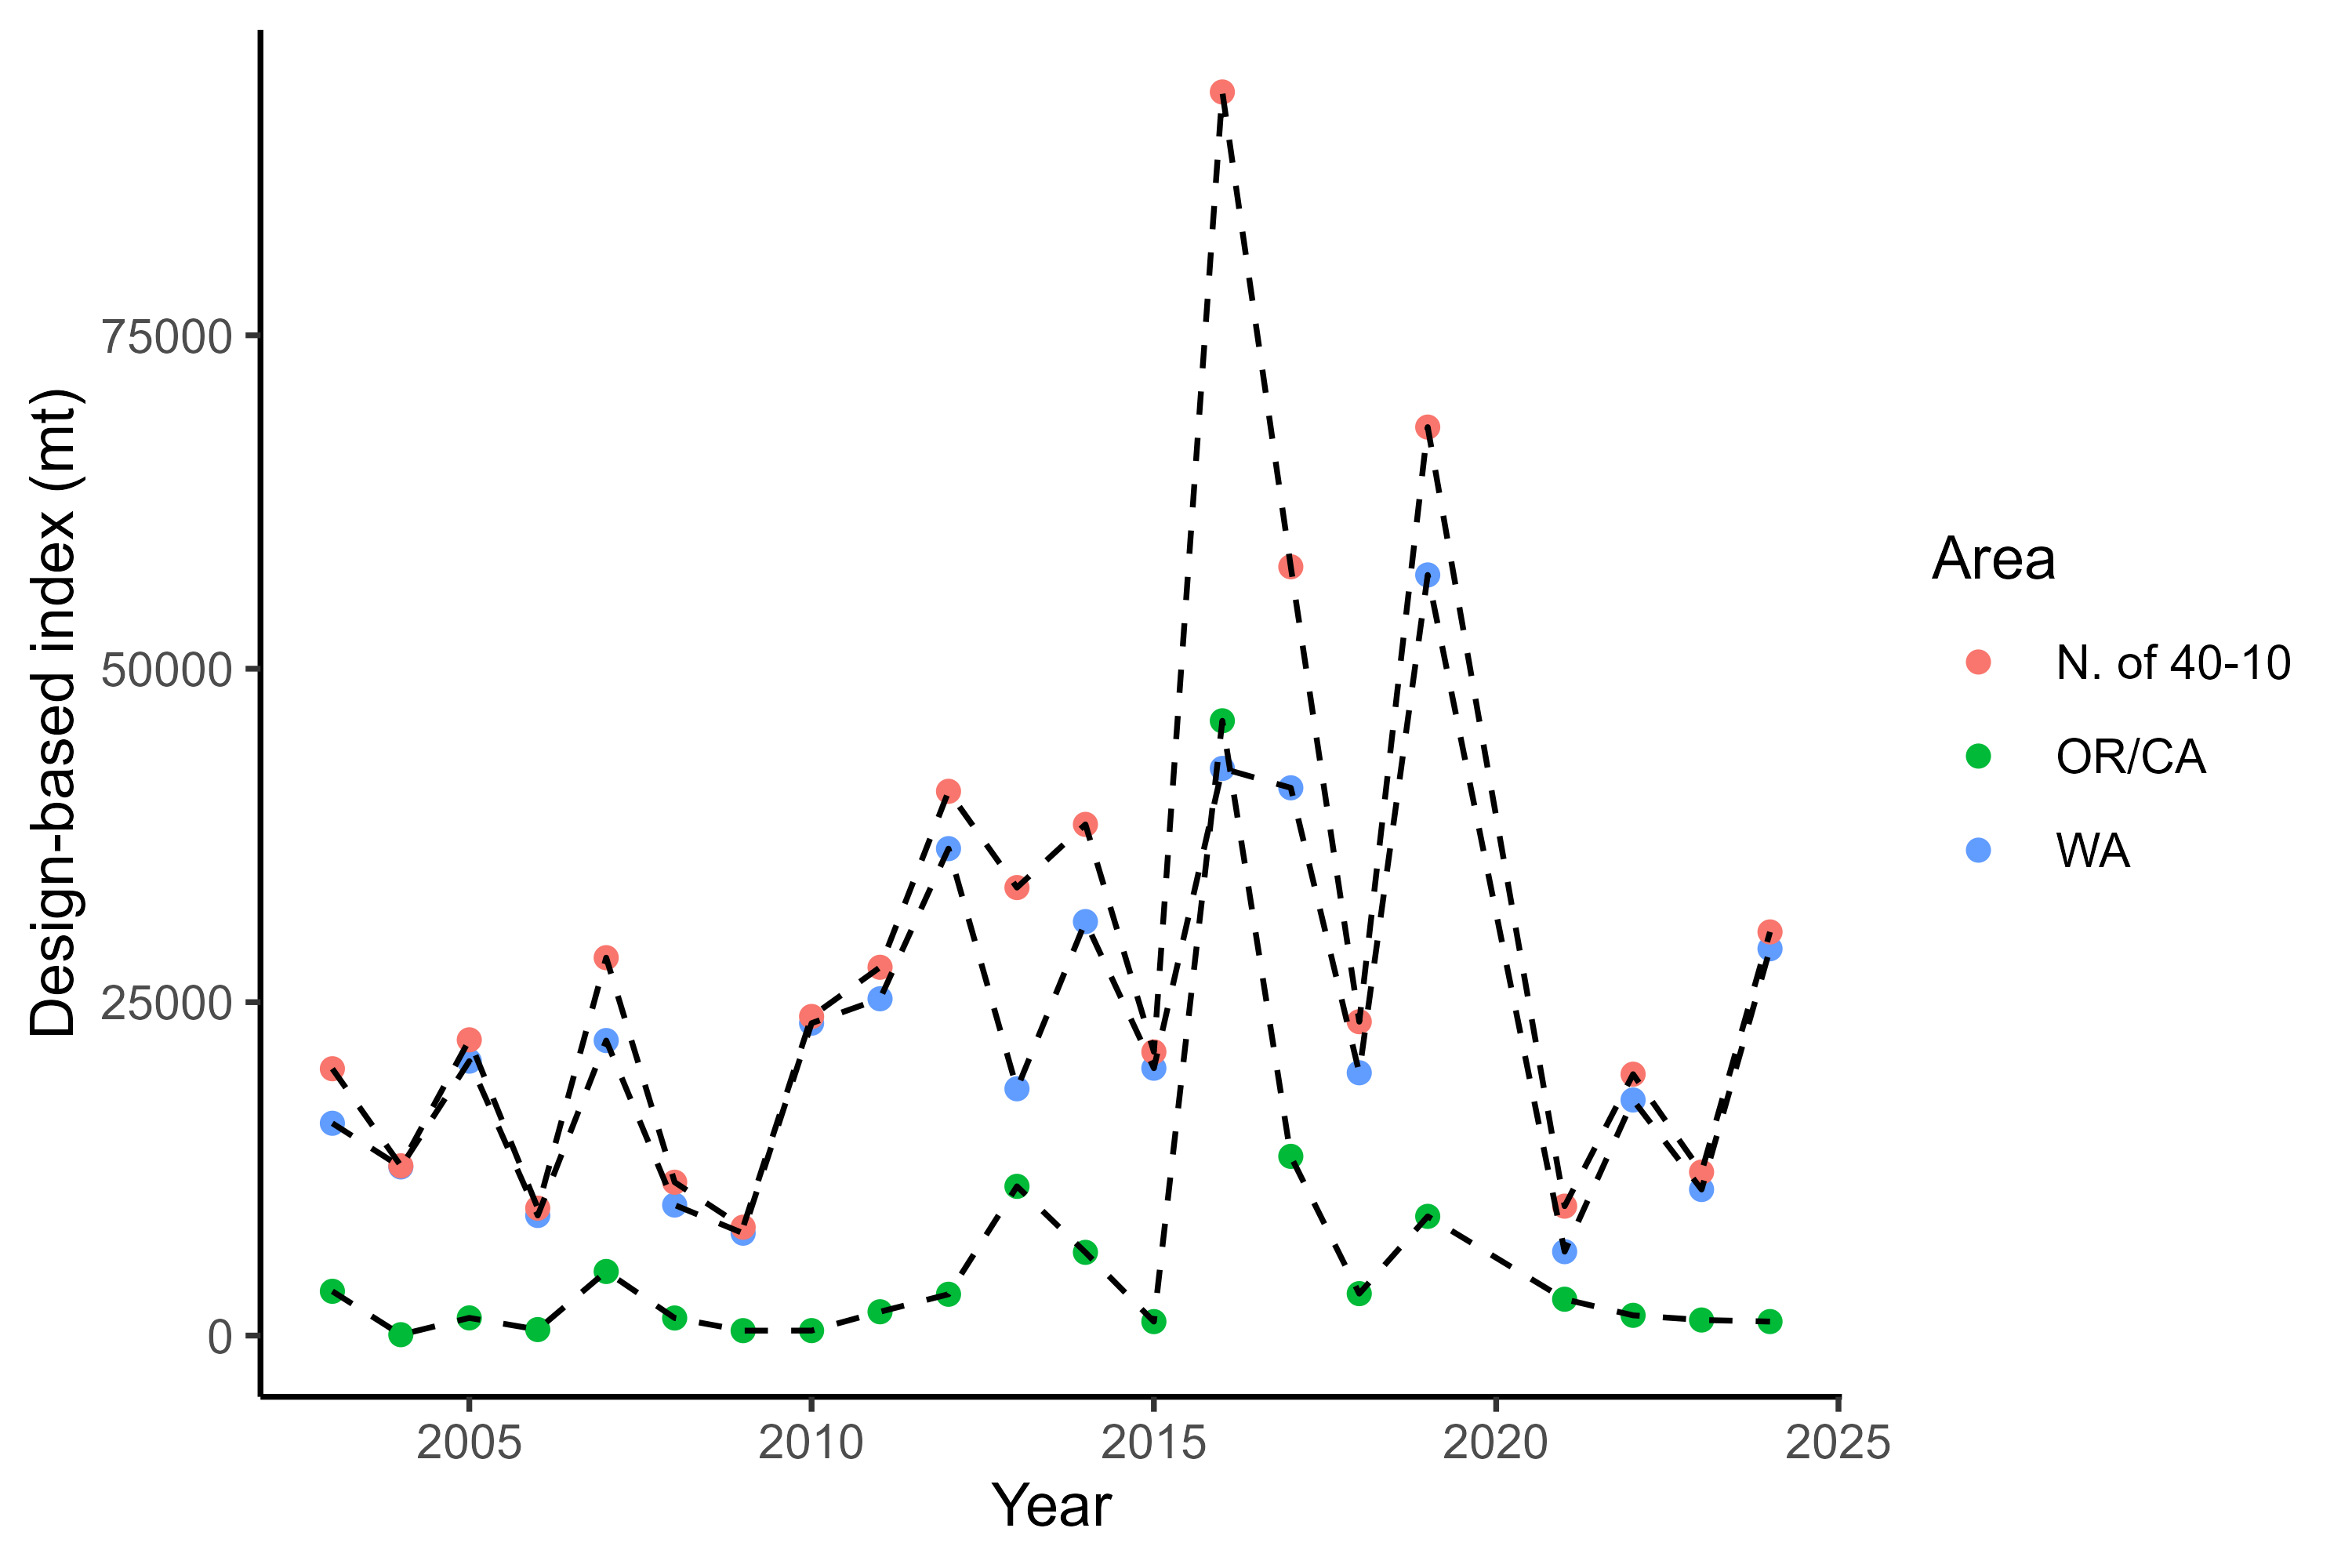 Design-based index (mt)
75000
50000
25000
0
2005 2010 2015 2020 2025
Year
Area
N. of 40-10
OR/CA
WA